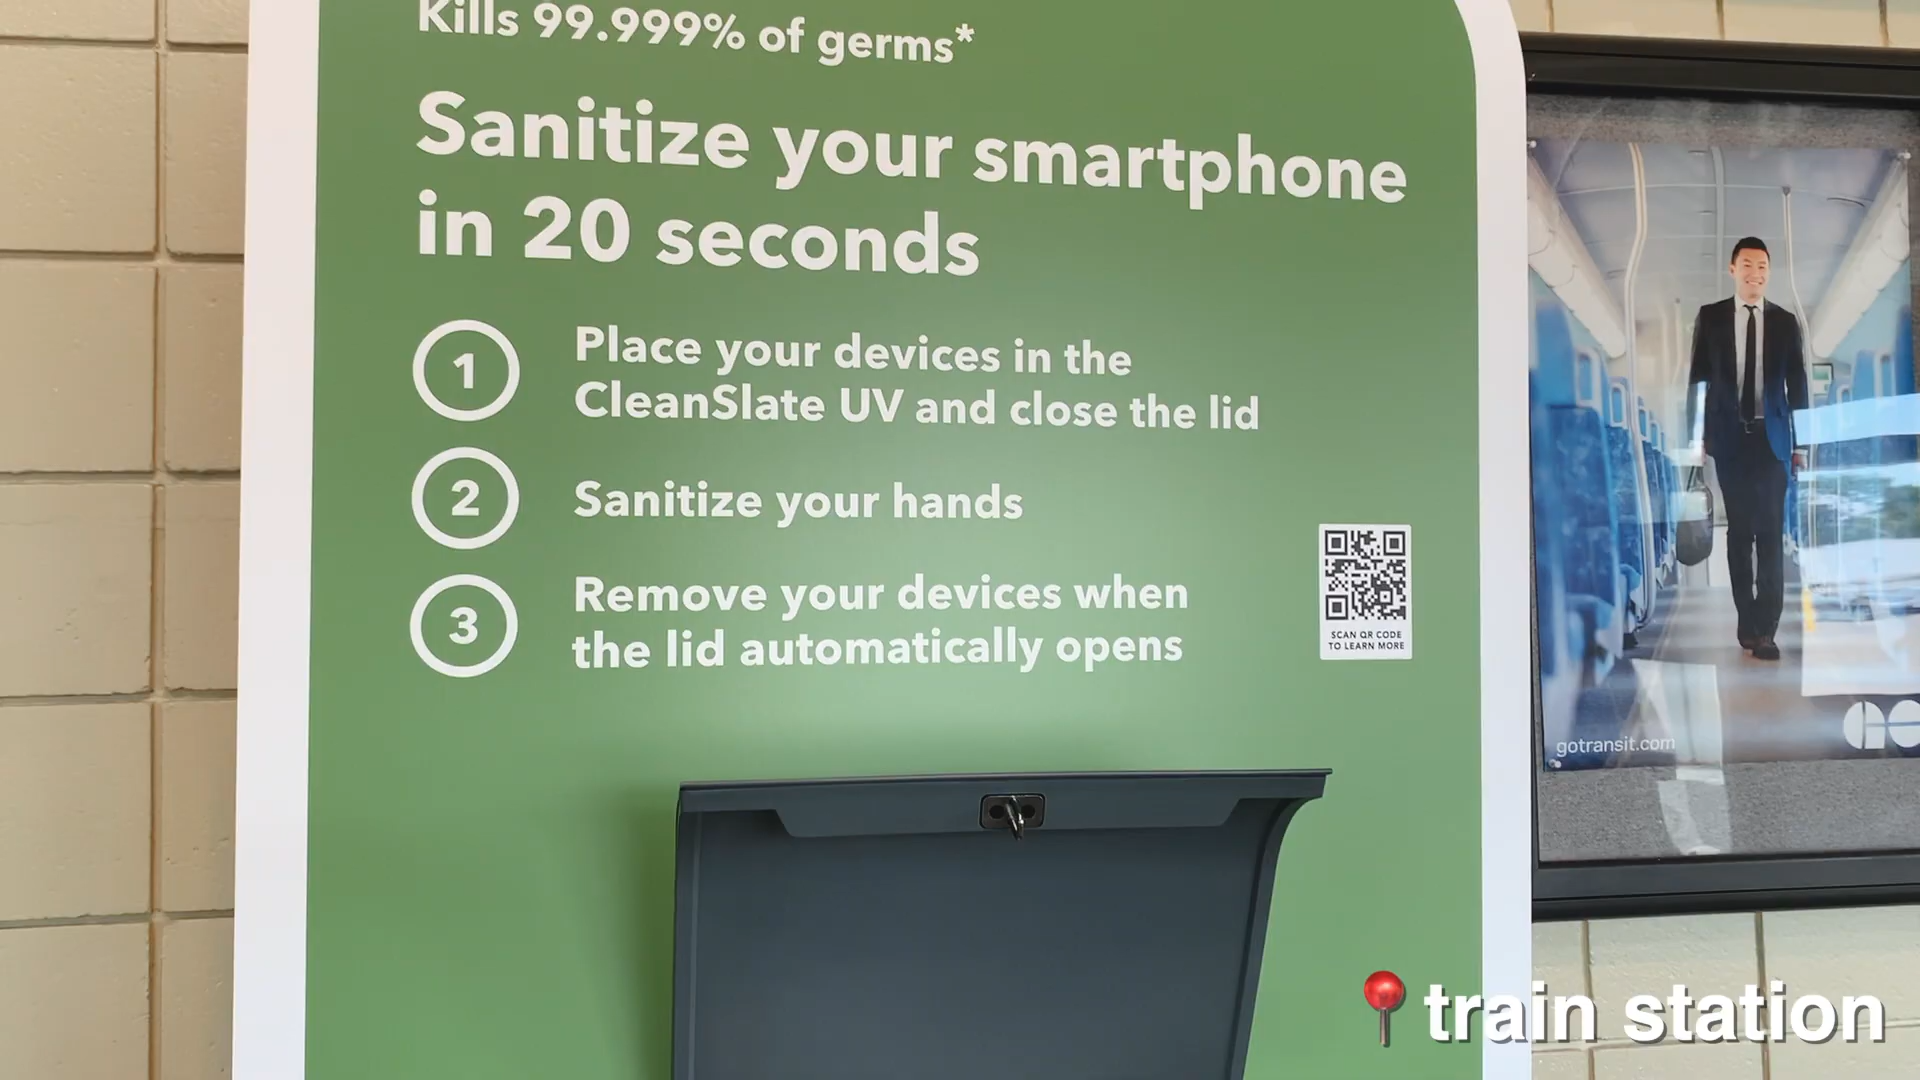 Kills 99.999% of germs*
Sanitize your smartphone
in 20 seconds
1
Place your devices in the
CleanSlate UV and close the lid
2
Sanitize your hands
3
Remove your devices when
the lid automatically opens
SCAN QR CODE
TO LEARN MORE
gotransit.com
GO
train station